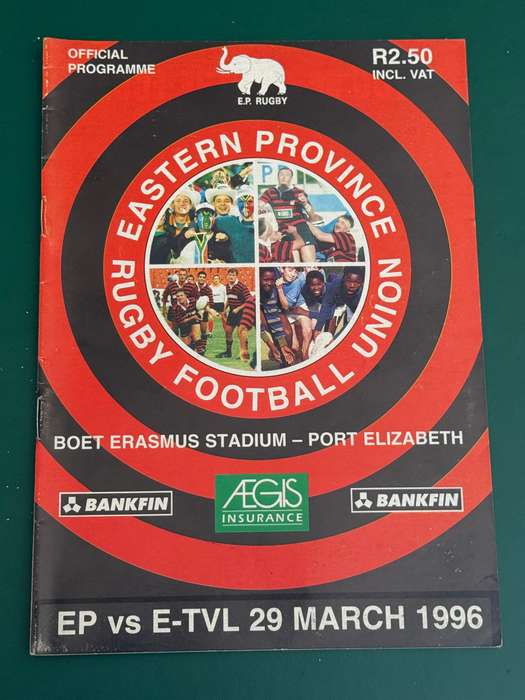 OFFICIAL
PROGRAMME
R2.50
INCL. VAT
E.P. RUGBY
EASTERN PROVINCE
RUGBY FOOTBALL UNION
P
BOET ERASMUS STADIUM – PORT ELIZABETH
BANKFIN
ÆGIS
INSURANCE
BANKFIN
EP vs E-TVL 29 MARCH 1996